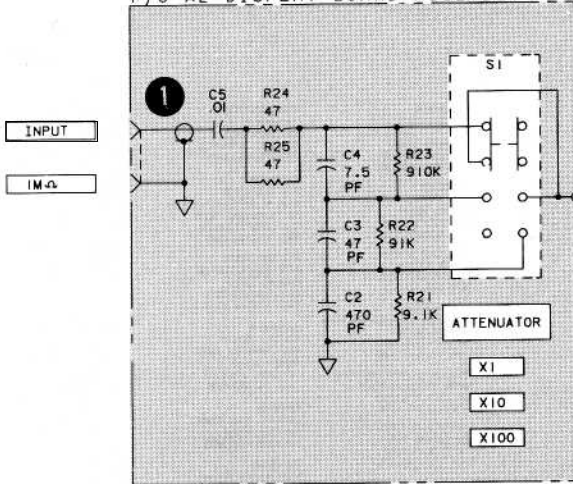 S1
1
C5
.01
R24
47
INPUT
R25
47
C4
7.5
PF
R23
910K
1MΩ
C3
47
PF
R22
91K
C2
470
PF
R21
9.1K
ATTENUATOR
X1
X10
X100